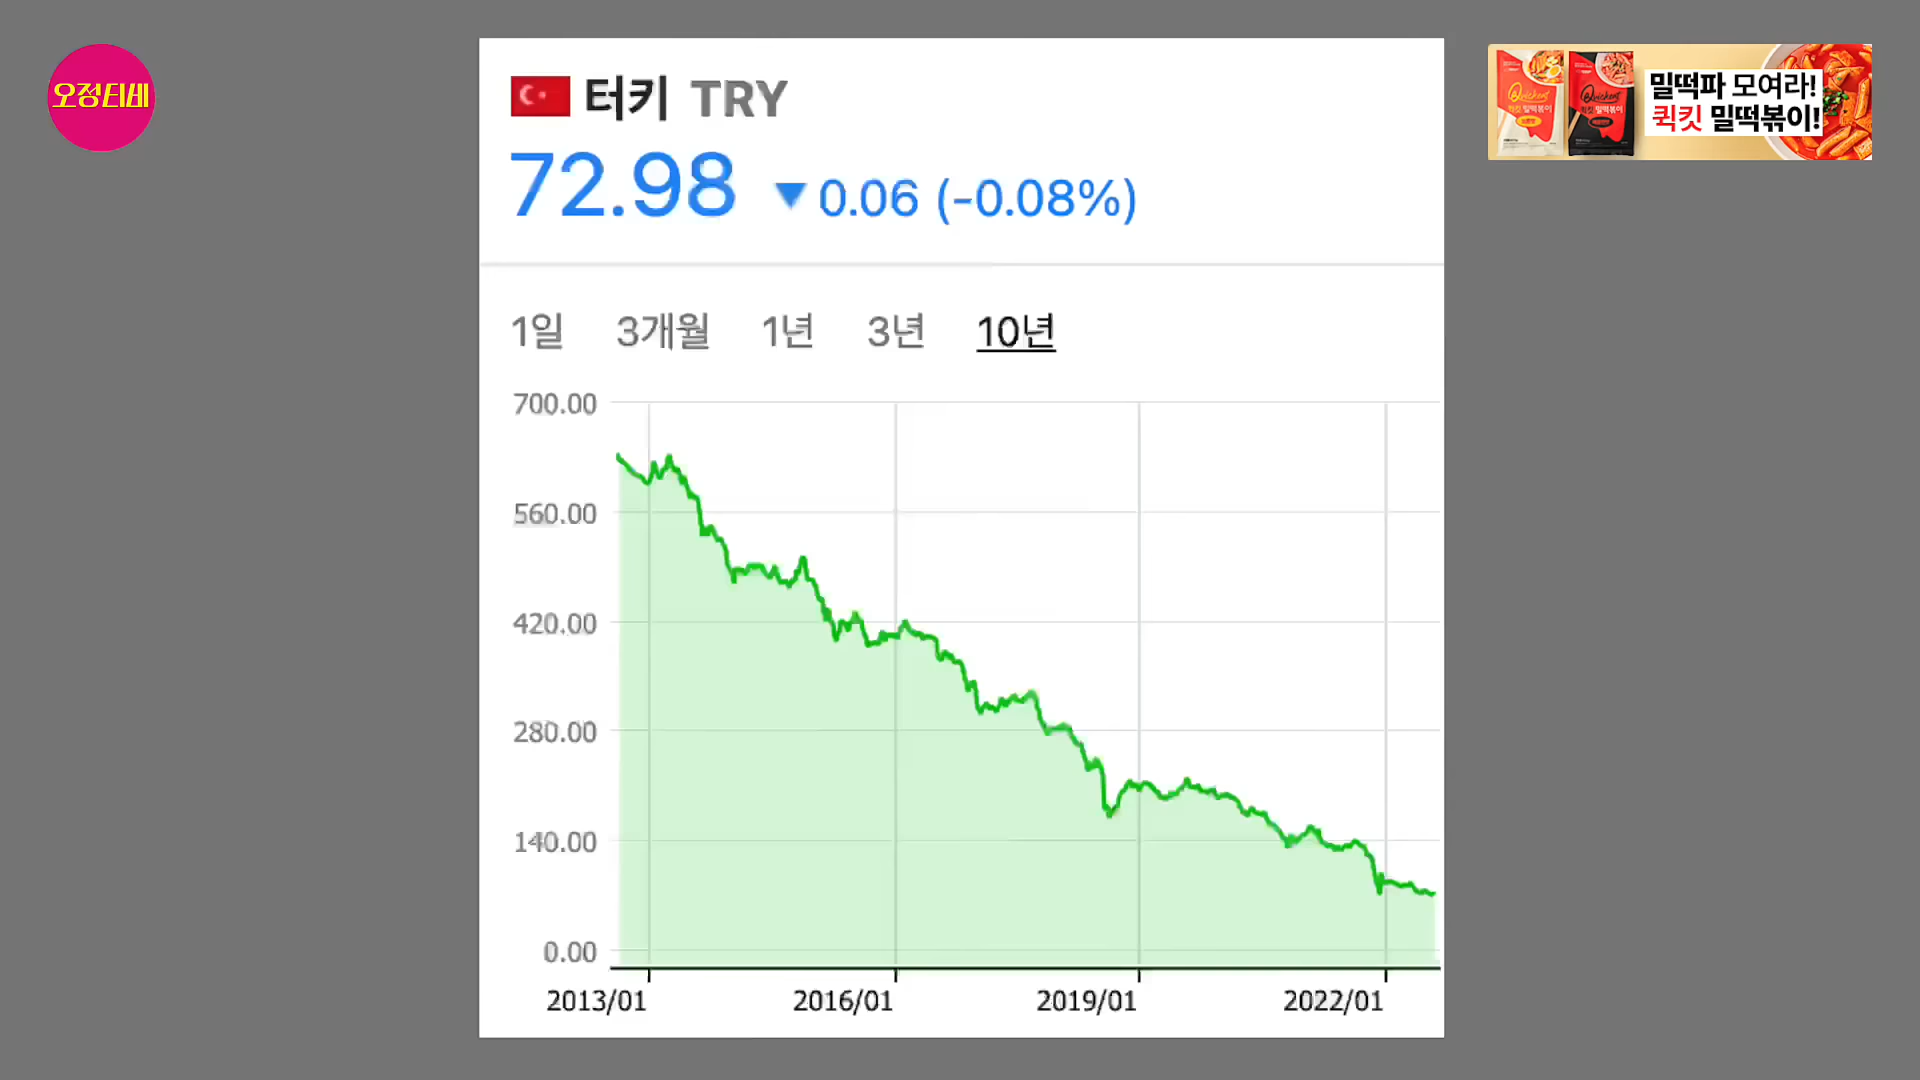 오정티비
터키 TRY
72.98 ▼ 0.06 (-0.08%)
1일 3개월 1년 3년 10년
700.00
560.00
420.00
280.00
140.00
0.00
2013/01 2016/01 2019/01 2022/01
밀떡파 모여라!
퀵킷 밀떡볶이!